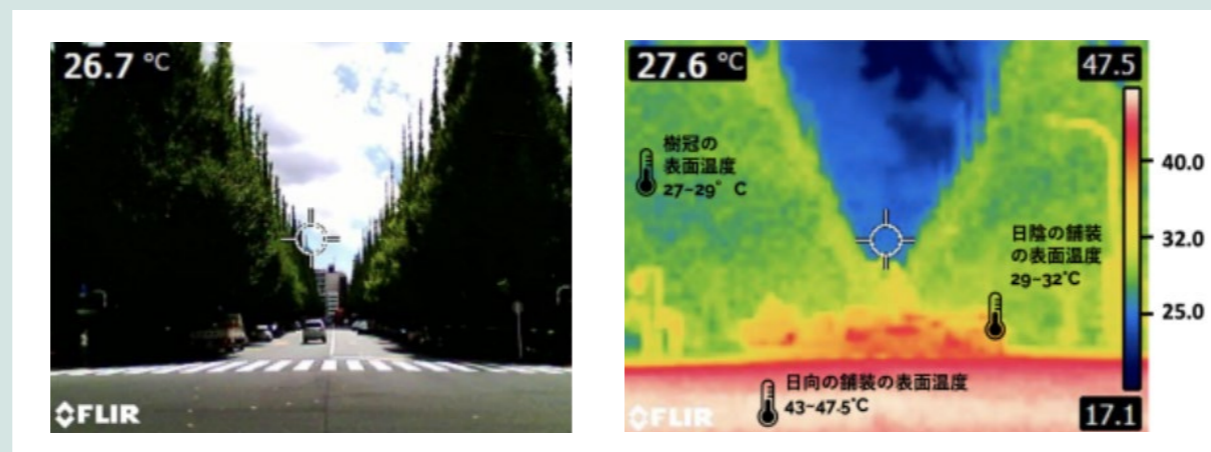 26.7 °C
FLIR
27.6 °C
47.5
樹冠の
表面温度
27-29° C
40.0
32.0
日陰の舗装
の表面温度
29-32°C
25.0
日向の舗装の表面温度
43-47.5°C
17.1
FLIR